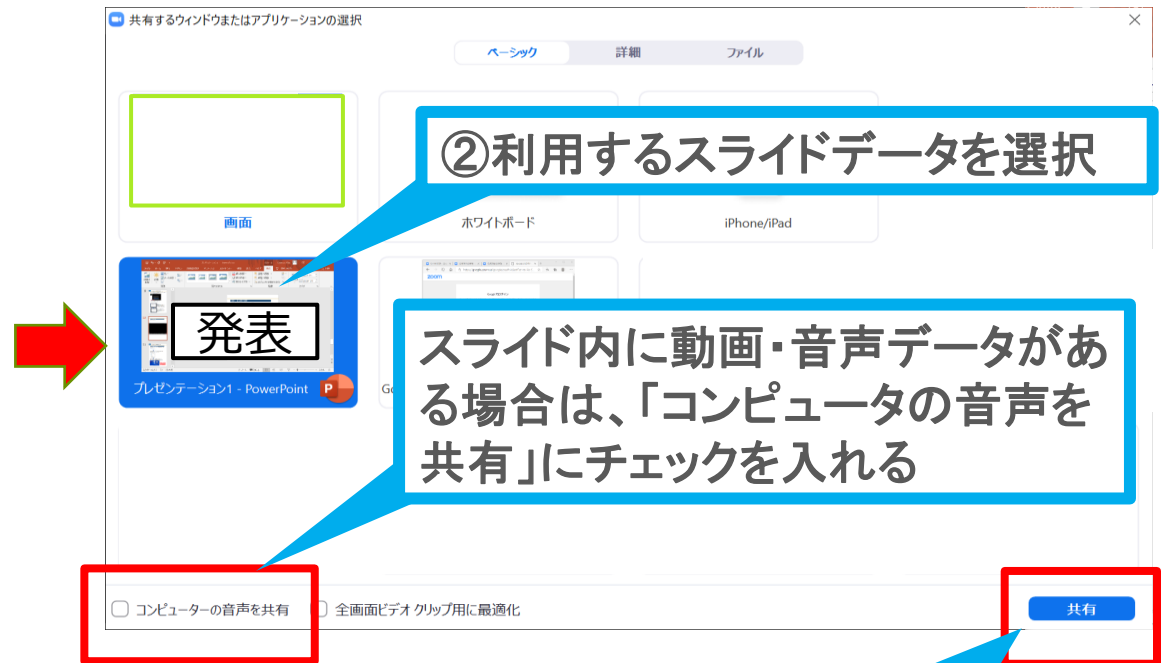 共有するウィンドウまたはアプリケーションの選択
ベーシック
詳細
ファイル
②利用するスライドデータを選択
画面
ホワイトボード
iPhone/iPad
発表
プレゼンテーション1 - PowerPoint
スライド内に動画・音声データがあ
る場合は、「コンピュータの音声を
共有」にチェックを入れる
コンピューターの音声を共有
全画面ビデオ クリップ用に最適化
共有